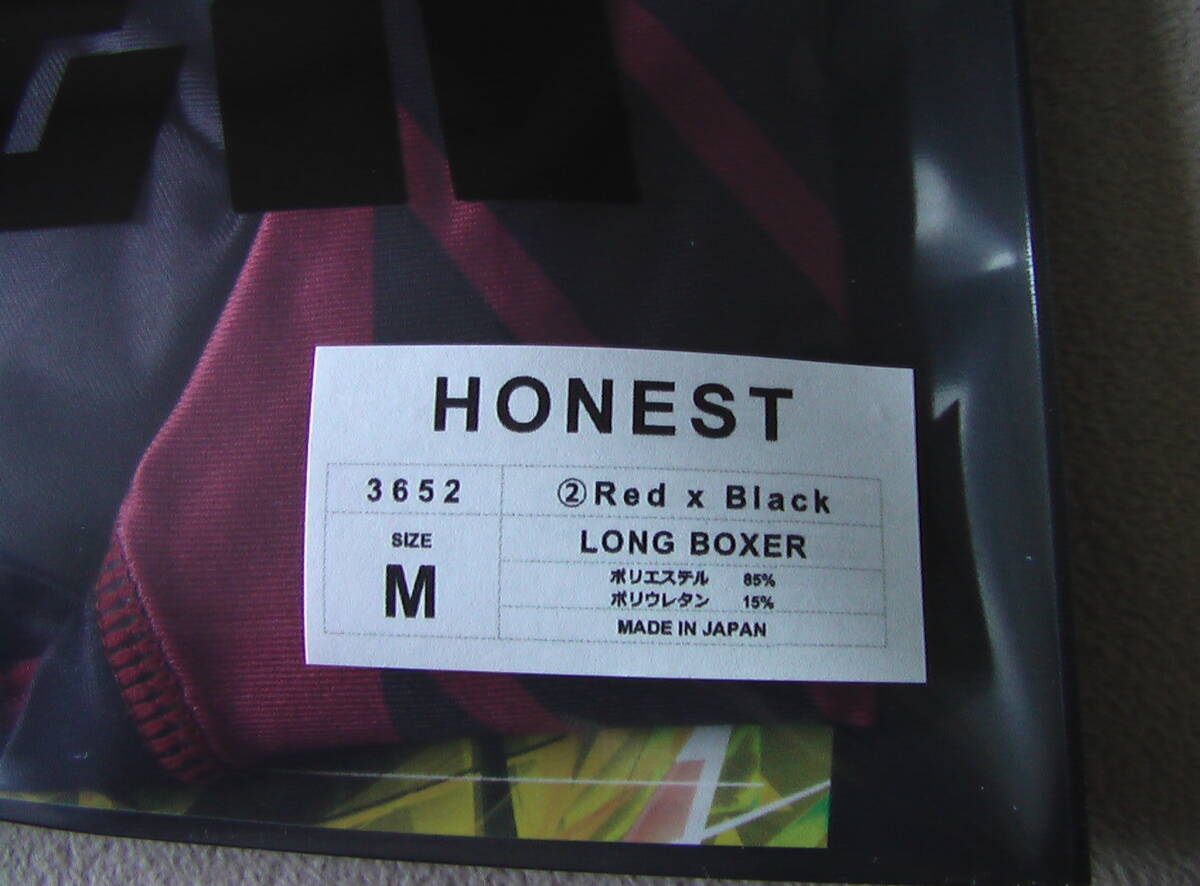 HONEST
3652
②Red x Black
SIZE
M
LONG BOXER
ポリエステル 85%
ポリウレタン 15%
MADE IN JAPAN